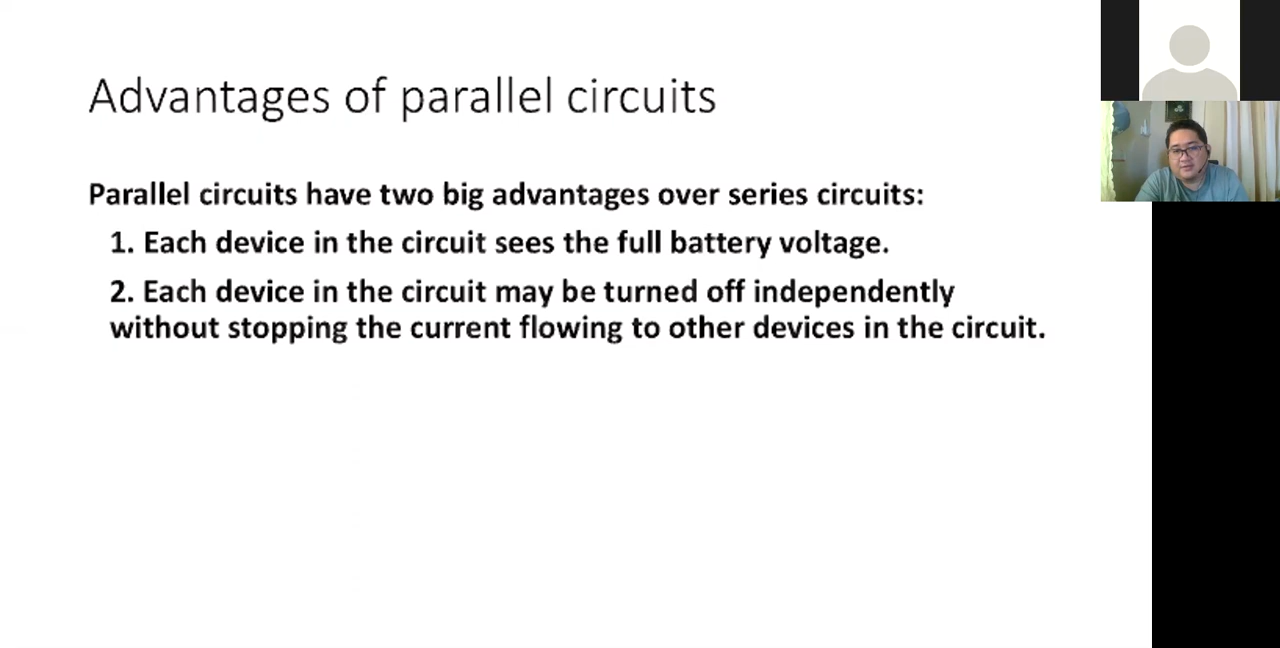 Advantages of parallel circuits
Parallel circuits have two big advantages over series circuits:
1. Each device in the circuit sees the full battery voltage.
2. Each device in the circuit may be turned off independently
without stopping the current flowing to other devices in the circuit.